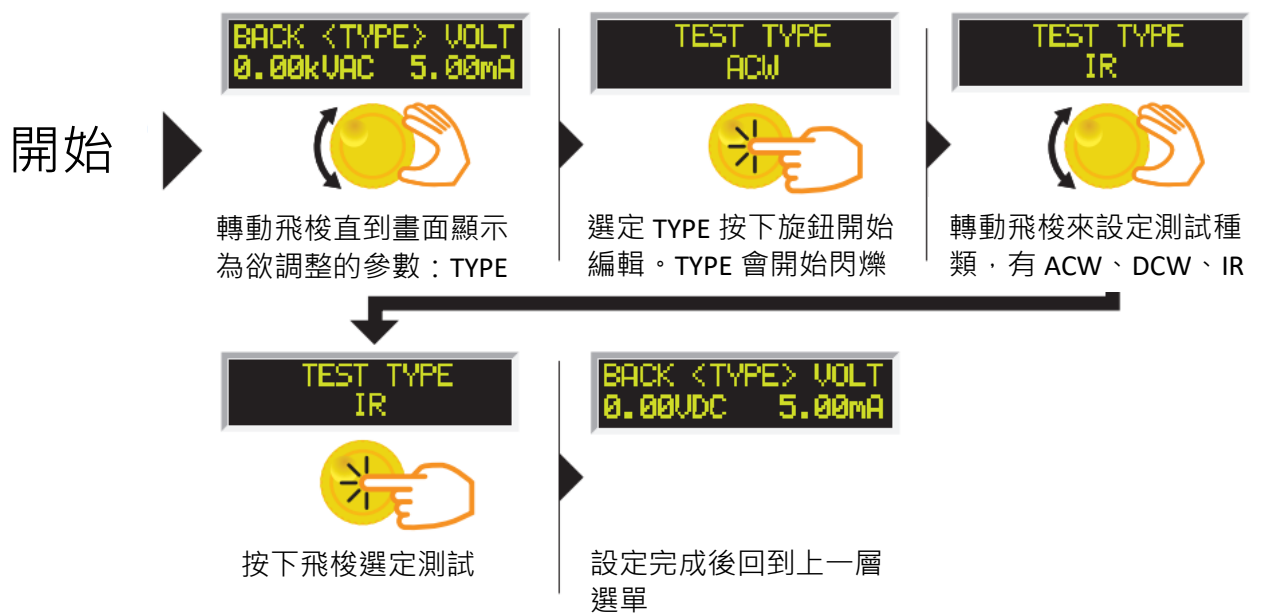 開始
BACK <TYPE> VOLT
0.00kVAC 5.00mA
轉動飛梭直到畫面顯示
為欲調整的參數：TYPE
TEST TYPE
ACW
選定 TYPE 按下旋鈕開始
編輯。TYPE 會開始閃爍
TEST TYPE
IR
轉動飛梭來設定測試種
類，有 ACW、DCW、IR
TEST TYPE
IR
按下飛梭選定測試
BACK <TYPE> VOLT
0.00VDC 5.00mA
設定完成後回到上一層
選單